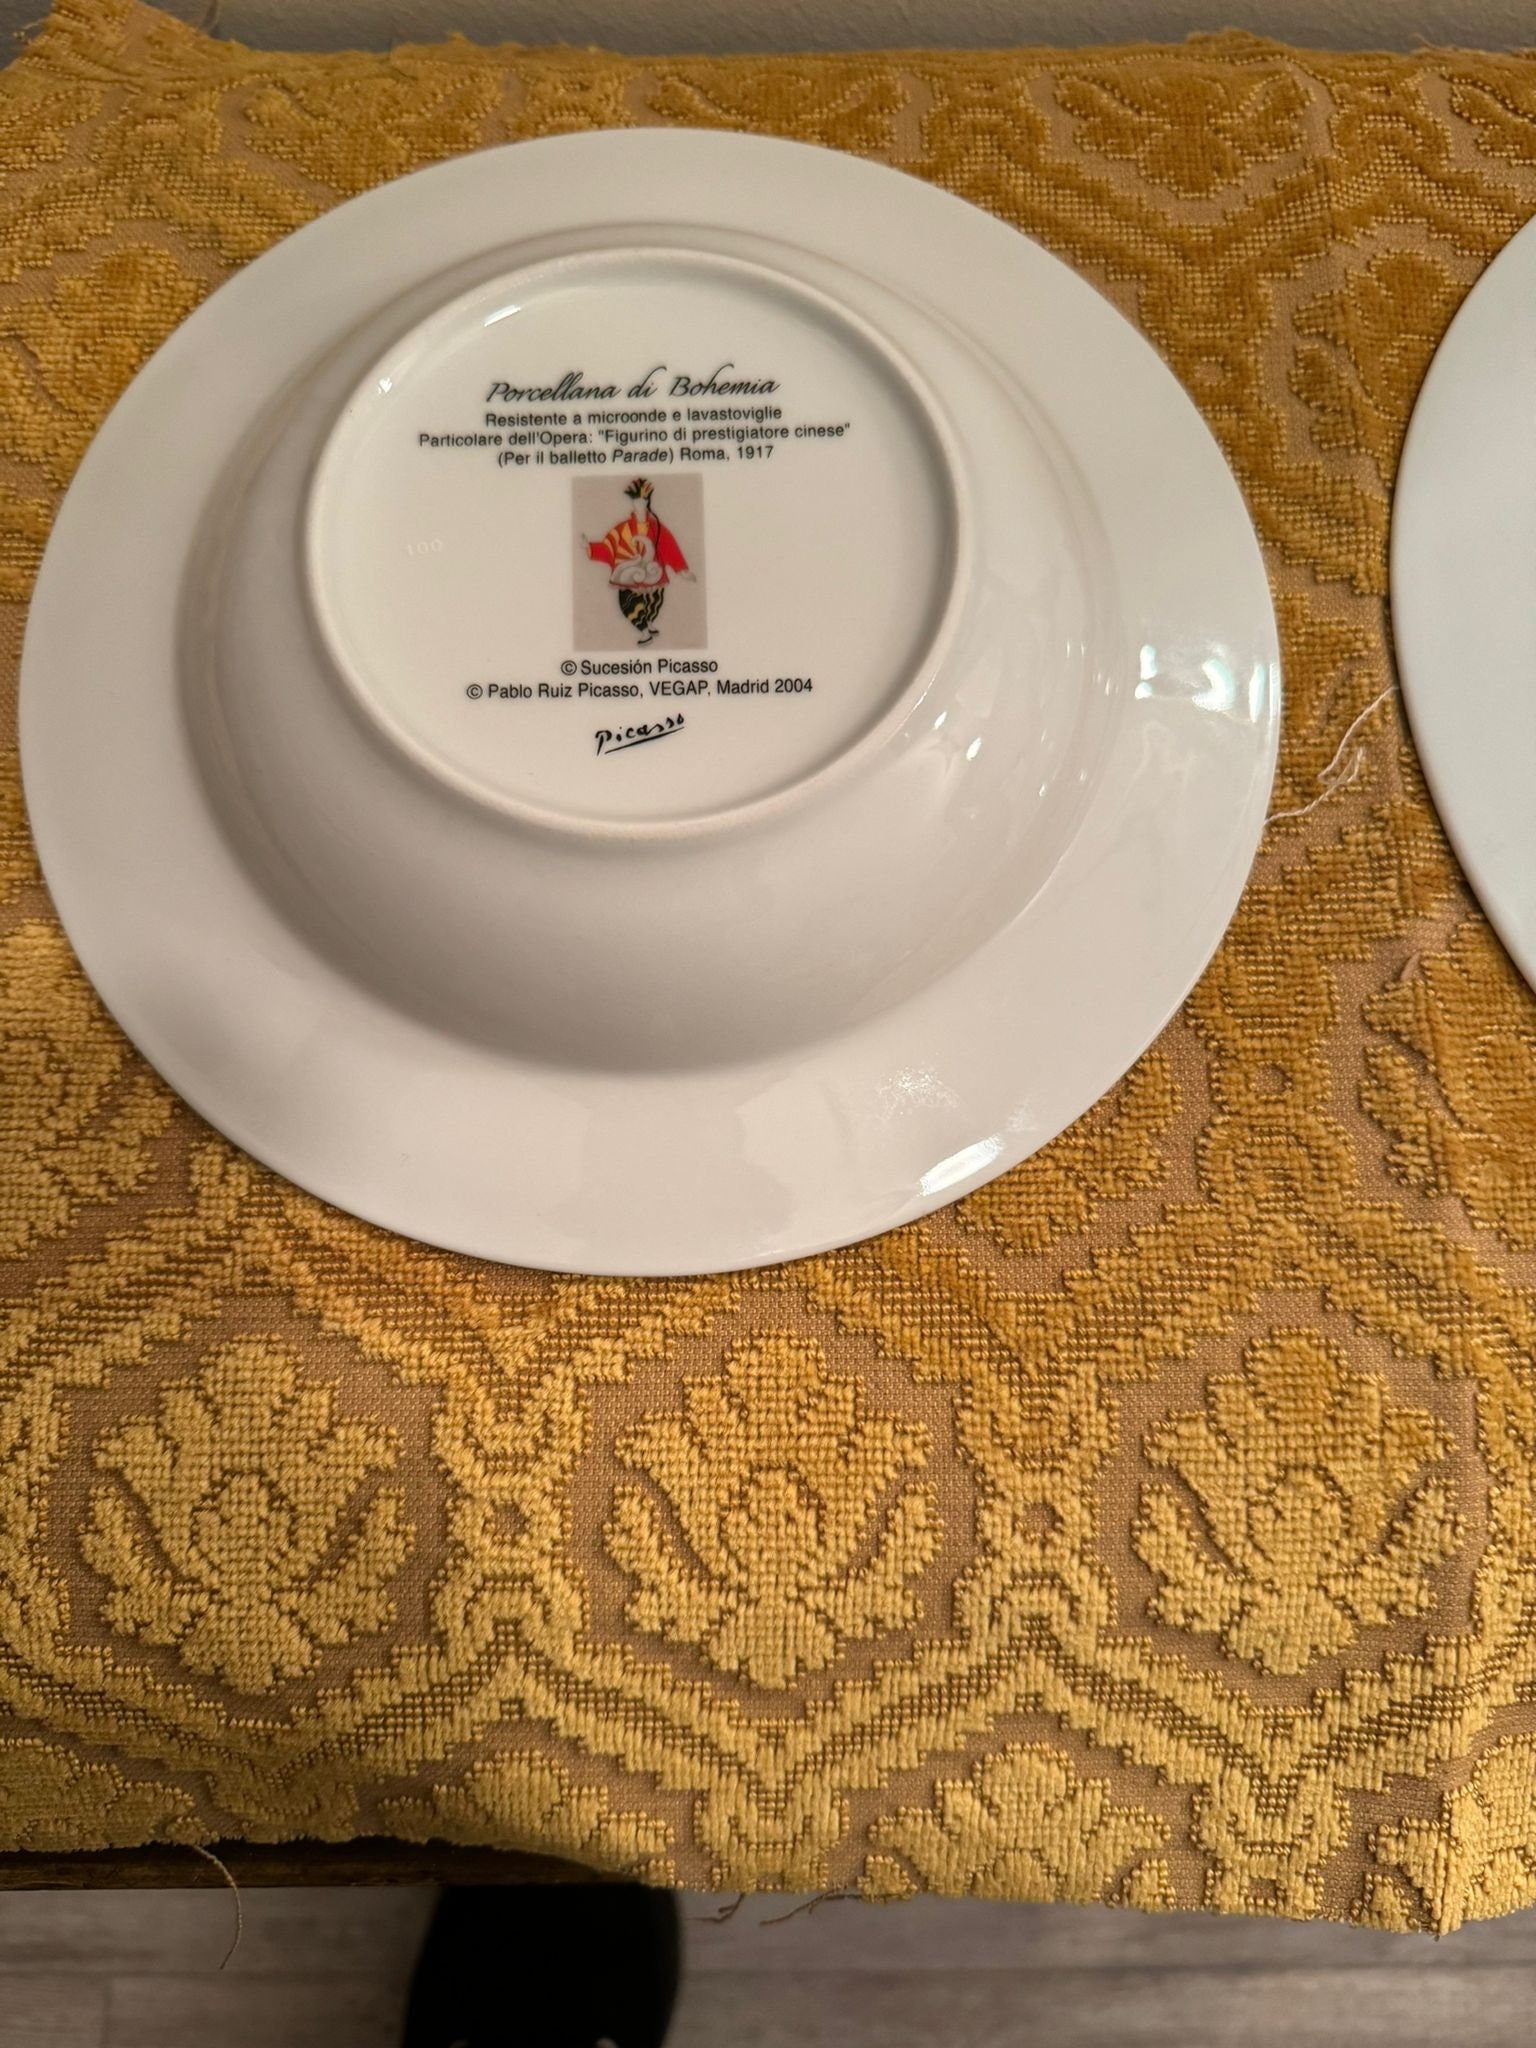 Porcellana di Bohemia
Resistente a microonde e lavastoviglie
Particolare dell'Opera: "Figurino di prestigiatore cinese"
(Per il balletto Parade) Roma, 1917
100
© Sucesión Picasso
© Pablo Ruiz Picasso, VEGAP, Madrid 2004
Picasso